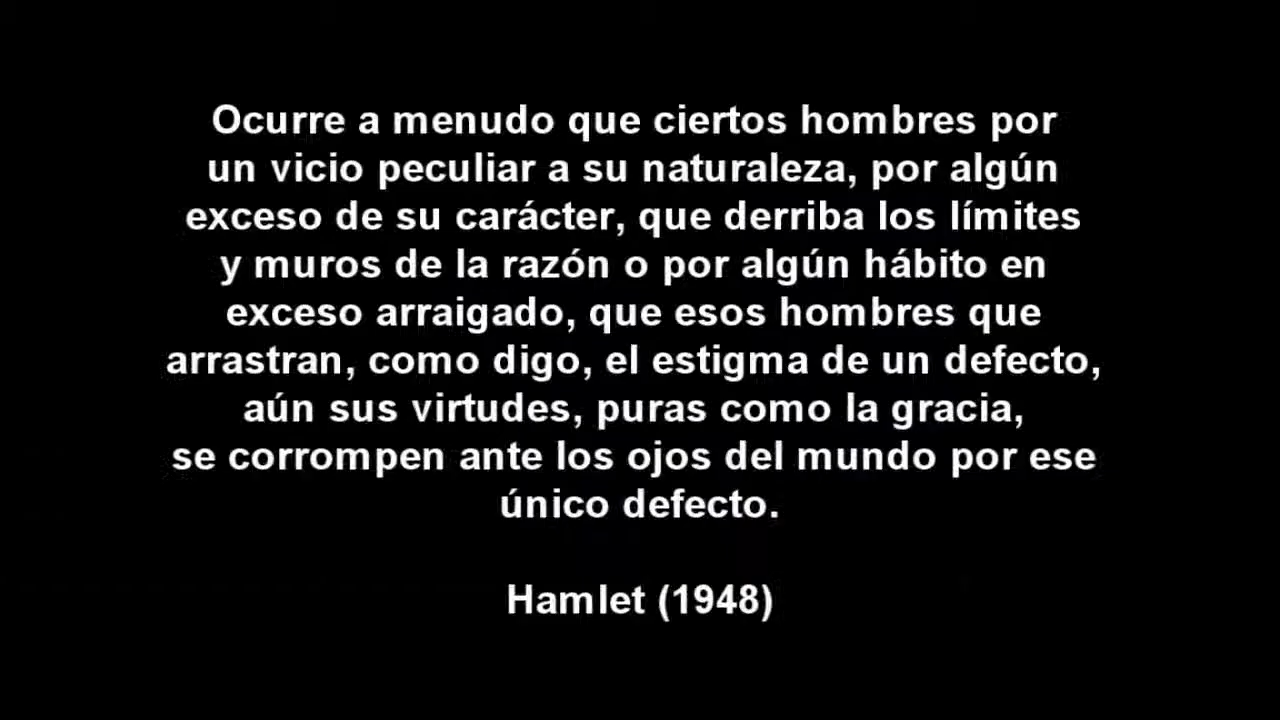 Ocurre a menudo que ciertos hombres por
un vicio peculiar a su naturaleza, por algún
exceso de su carácter, que derriba los límites
y muros de la razón o por algún hábito en
exceso arraigado, que esos hombres que
arrastran, como digo, el estigma de un defecto,
aún sus virtudes, puras como la gracia,
se corrompen ante los ojos del mundo por ese
único defecto.
Hamlet (1948)